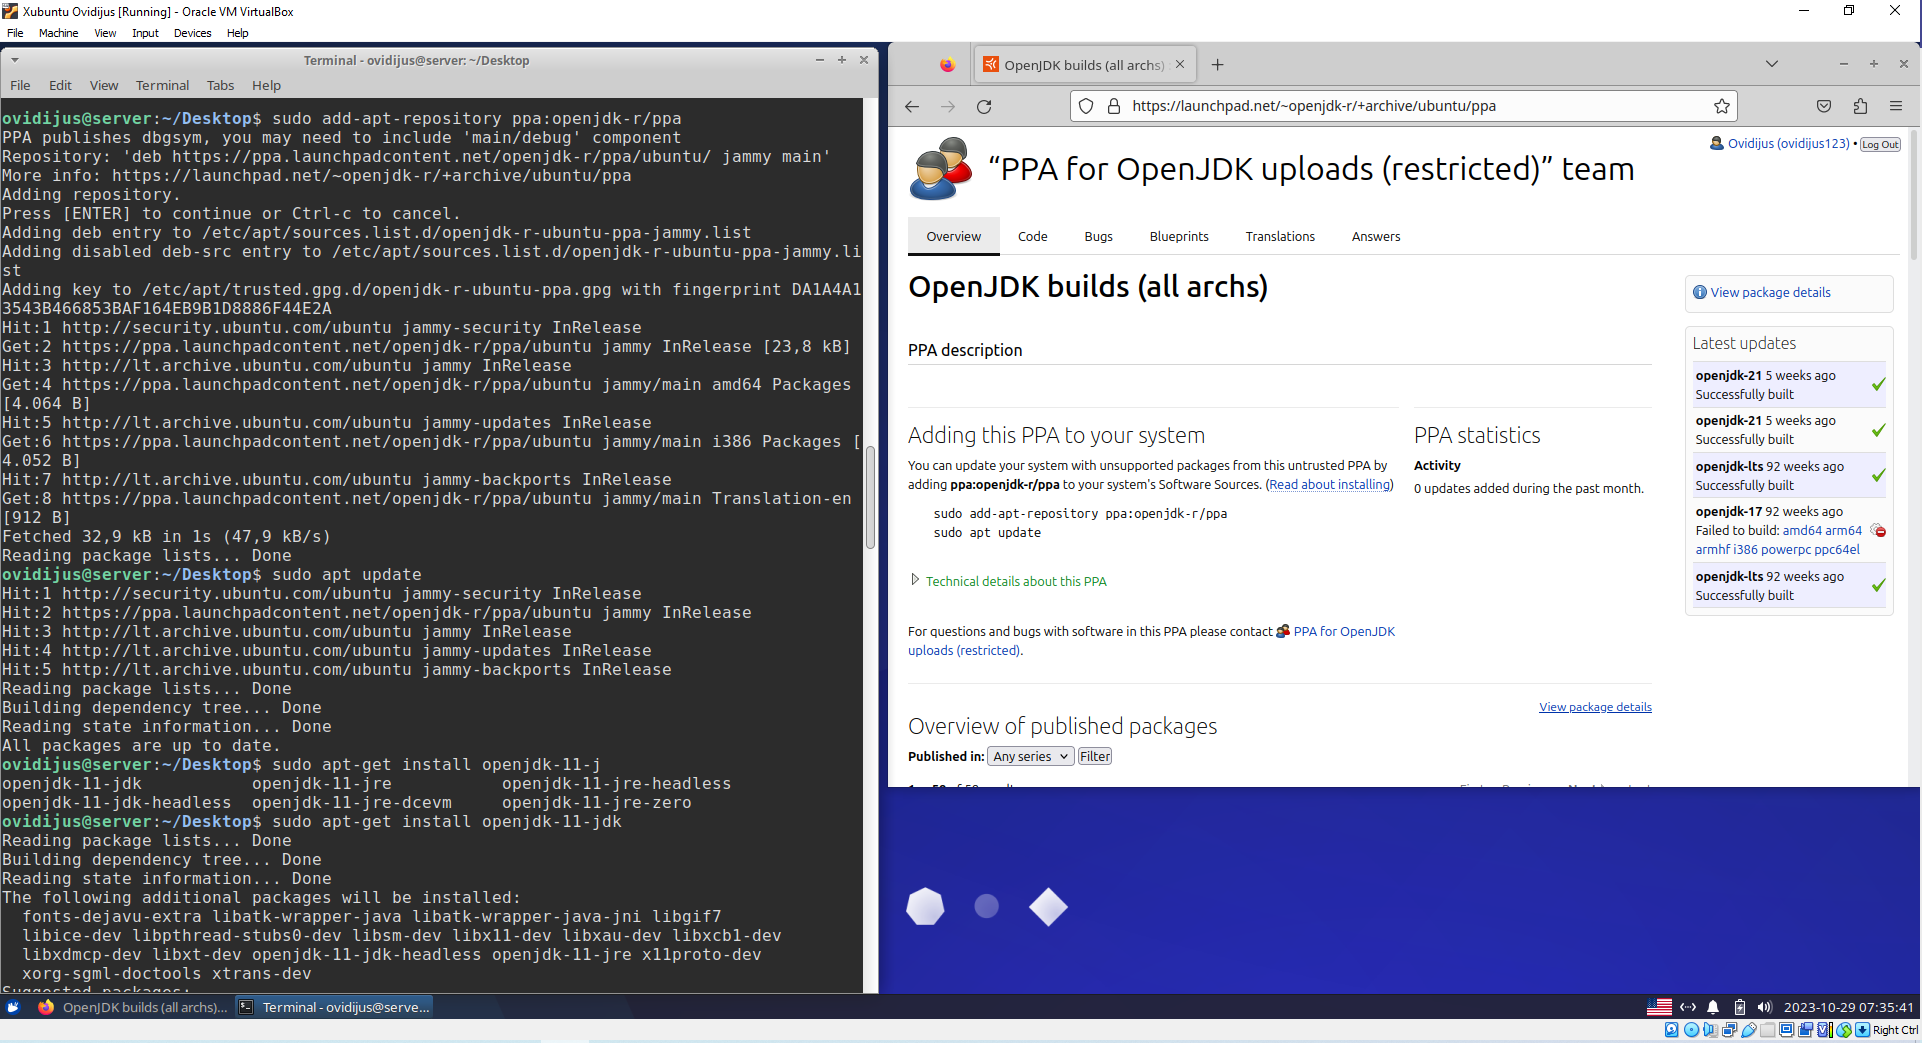 Xubuntu Ovidijus [Running] - Oracle VM VirtualBox
File Machine View Input Devices Help
Terminal - ovidijus@server: ~/Desktop
File Edit View Terminal Tabs Help
ovidijus@server:~/Desktop$ sudo add-apt-repository ppa:openjdk-r/ppa
PPA publishes dbgsym, you may need to include 'main/debug' component
Repository: 'deb https://ppa.launchpadcontent.net/openjdk-r/ppa/ubuntu/ jammy main'
More info: https://launchpad.net/~openjdk-r/+archive/ubuntu/ppa
Adding repository.
Press [ENTER] to continue or Ctrl-c to cancel.
Adding deb entry to /etc/apt/sources.list.d/openjdk-r-ubuntu-ppa-jammy.list
Adding disabled deb-src entry to /etc/apt/sources.list.d/openjdk-r-ubuntu-ppa-jammy.li
st
Adding key to /etc/apt/trusted.gpg.d/openjdk-r-ubuntu-ppa.gpg with fingerprint DA1A4A1
3543B466853BAF164EB9B1D8886F44E2A
Hit:1 http://security.ubuntu.com/ubuntu jammy-security InRelease
Get:2 https://ppa.launchpadcontent.net/openjdk-r/ppa/ubuntu jammy InRelease [23,8 kB]
Hit:3 http://lt.archive.ubuntu.com/ubuntu jammy InRelease
Get:4 https://ppa.launchpadcontent.net/openjdk-r/ppa/ubuntu jammy/main amd64 Packages
[4.064 B]
Hit:5 http://lt.archive.ubuntu.com/ubuntu jammy-updates InRelease
Get:6 https://ppa.launchpadcontent.net/openjdk-r/ppa/ubuntu jammy/main i386 Packages [
4.052 B]
Hit:7 http://lt.archive.ubuntu.com/ubuntu jammy-backports InRelease
Get:8 https://ppa.launchpadcontent.net/openjdk-r/ppa/ubuntu jammy/main Translation-en
[912 B]
Fetched 32,9 kB in 1s (47,9 kB/s)
Reading package lists... Done
ovidijus@server:~/Desktop$ sudo apt update
Hit:1 http://security.ubuntu.com/ubuntu jammy-security InRelease
Hit:2 https://ppa.launchpadcontent.net/openjdk-r/ppa/ubuntu jammy InRelease
Hit:3 http://lt.archive.ubuntu.com/ubuntu jammy InRelease
Hit:4 http://lt.archive.ubuntu.com/ubuntu jammy-updates InRelease
Hit:5 http://lt.archive.ubuntu.com/ubuntu jammy-backports InRelease
Reading package lists... Done
Building dependency tree... Done
Reading state information... Done
All packages are up to date.
ovidijus@server:~/Desktop$ sudo apt-get install openjdk-11-j
openjdk-11-jdk openjdk-11-jre openjdk-11-jre-headless
openjdk-11-jdk-headless openjdk-11-jre-dcevm openjdk-11-jre-zero
ovidijus@server:~/Desktop$ sudo apt-get install openjdk-11-jdk
Reading package lists... Done
Building dependency tree... Done
Reading state information... Done
The following additional packages will be installed:
fonts-dejavu-extra libatk-wrapper-java libatk-wrapper-java-jni libgif7
libice-dev libpthread-stubs0-dev libsm-dev libx11-dev libxau-dev libxcb1-dev
libxdmcp-dev libxt-dev openjdk-11-jdk-headless openjdk-11-jre x11proto-dev
xorg-sgml-doctools xtrans-dev
Suggested packages:
OpenJDK builds (all archs)
https://launchpad.net/~openjdk-r/+archive/ubuntu/ppa
Ovidijus (ovidijus123) • Log Out
“PPA for OpenJDK uploads (restricted)” team
Overview Code Bugs Blueprints Translations Answers
OpenJDK builds (all archs)
PPA description
Adding this PPA to your system
You can update your system with unsupported packages from this untrusted PPA by
adding ppa:openjdk-r/ppa to your system's Software Sources. (Read about installing)
sudo add-apt-repository ppa:openjdk-r/ppa
sudo apt update
Technical details about this PPA
For questions and bugs with software in this PPA please contact PPA for OpenJDK
uploads (restricted).
PPA statistics
Activity
0 updates added during the past month.
View package details
Overview of published packages
Published in: Any series Filter
View package details
Latest updates
openjdk-21 5 weeks ago
Successfully built
openjdk-21 5 weeks ago
Successfully built
openjdk-lts 92 weeks ago
Successfully built
openjdk-17 92 weeks ago
Failed to build: amd64 arm64
armhf i386 powerpc ppc64el
openjdk-lts 92 weeks ago
Successfully built
OpenJDK builds (all archs)...
Terminal - ovidijus@serve...
2023-10-29 07:35:41
Right Ctrl